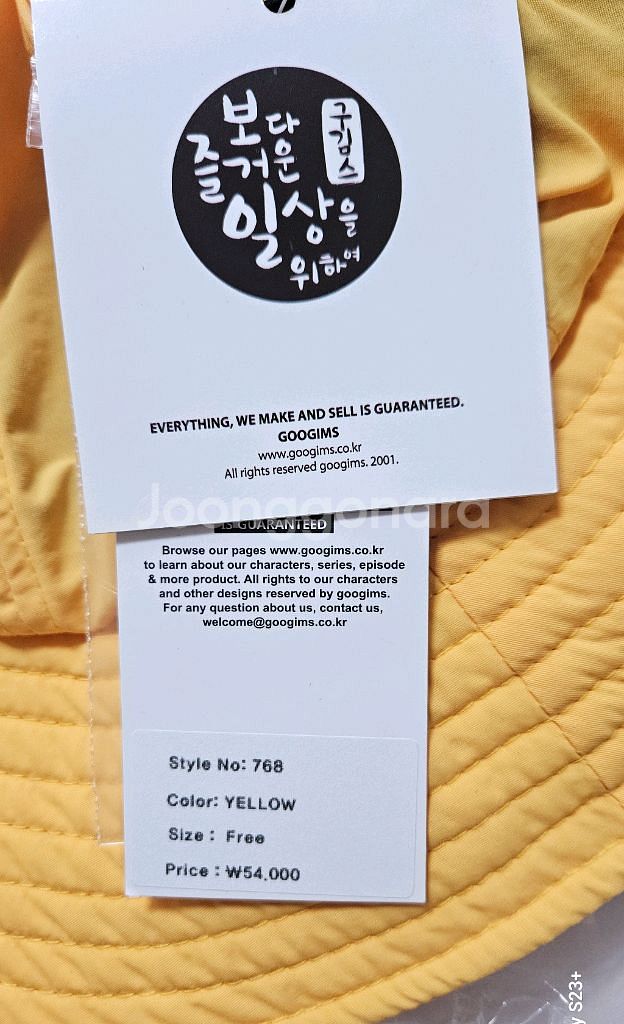 보다
즐거운
일상을
위하여
구김스
EVERYTHING, WE MAKE AND SELL IS GUARANTEED.
GOOGIMS
www.googims.co.kr
All rights reserved googims. 2001.
Joonggonara
IS GUARANTEED
Browse our pages www.googims.co.kr
to learn about our characters, series, episode
& more product. All rights to our characters
and other designs reserved by googims.
For any question about us, contact us,
welcome@googims.co.kr
Style No: 768
Color: YELLOW
Size : Free
Price : ₩54,000
y S23+